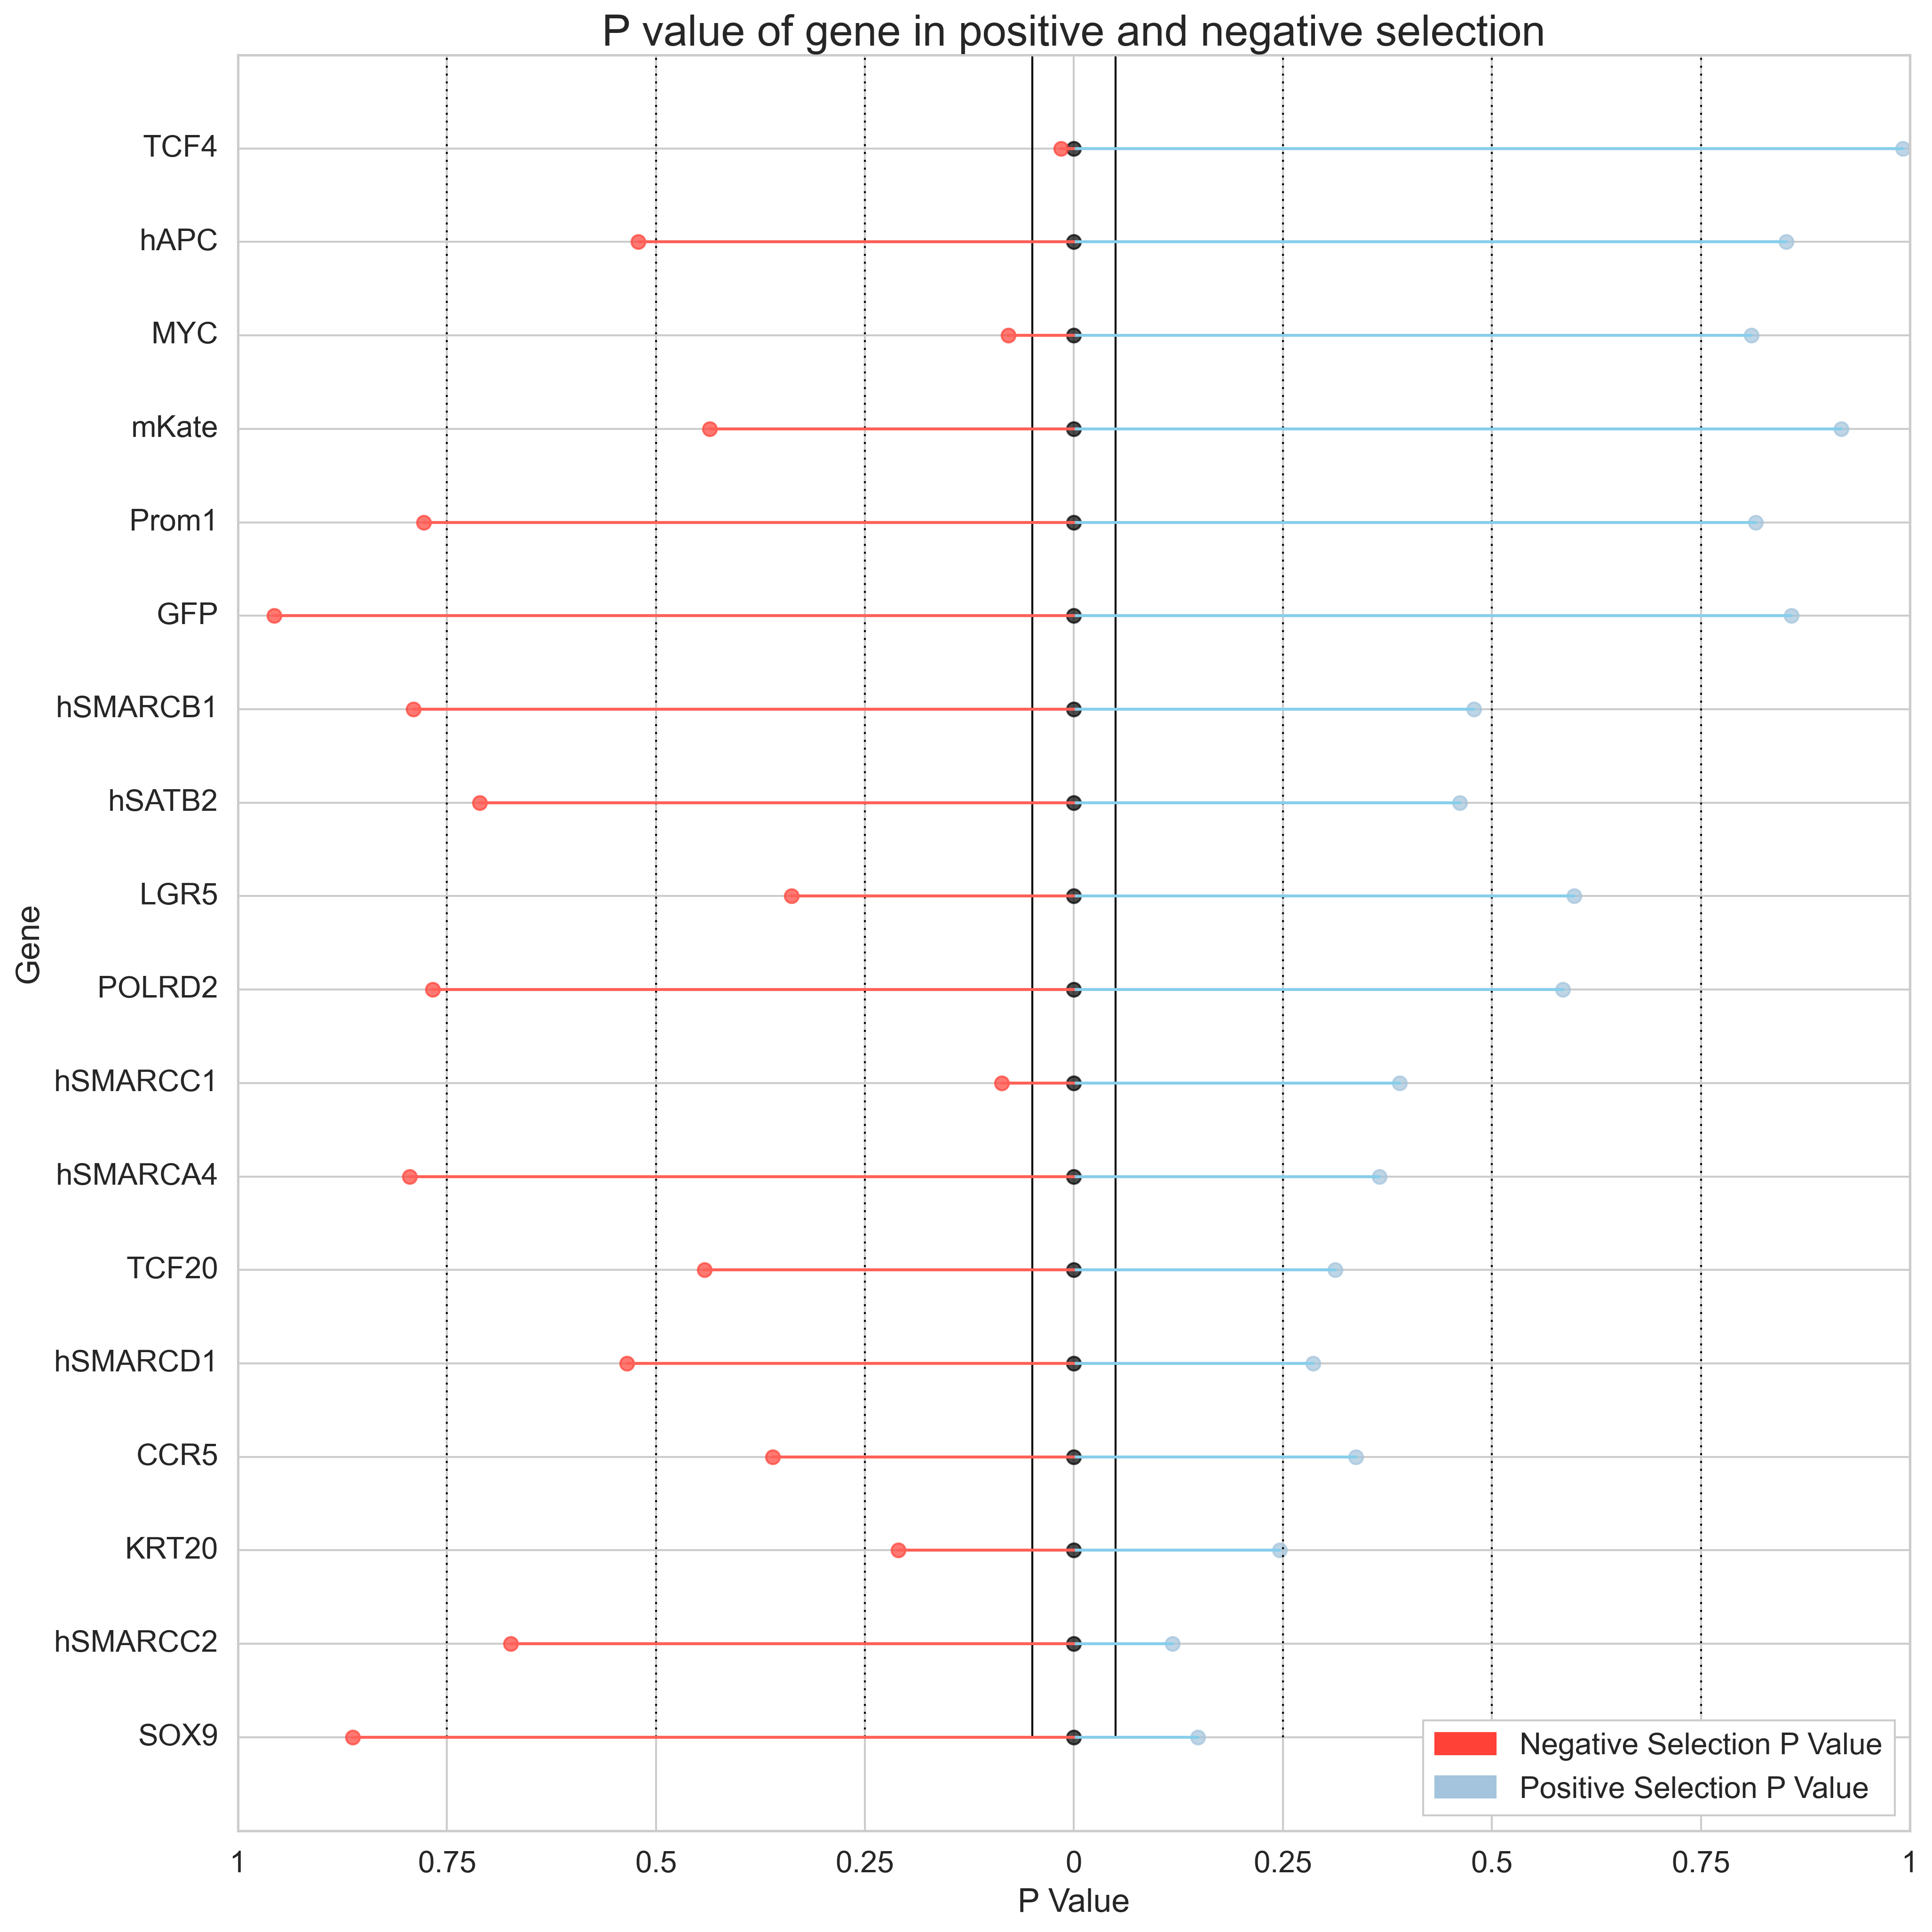 P value of gene in positive and negative selection
TCF4
hAPC
MYC
mKate
Prom1
GFP
hSMARCB1
hSATB2
LGR5
POLRD2
hSMARCC1
hSMARCA4
TCF20
hSMARCD1
CCR5
KRT20
hSMARCC2
SOX9
Gene
Negative Selection P Value
Positive Selection P Value
1 0.75 0.5 0.25 0 0.25 0.5 0.75 1
P Value